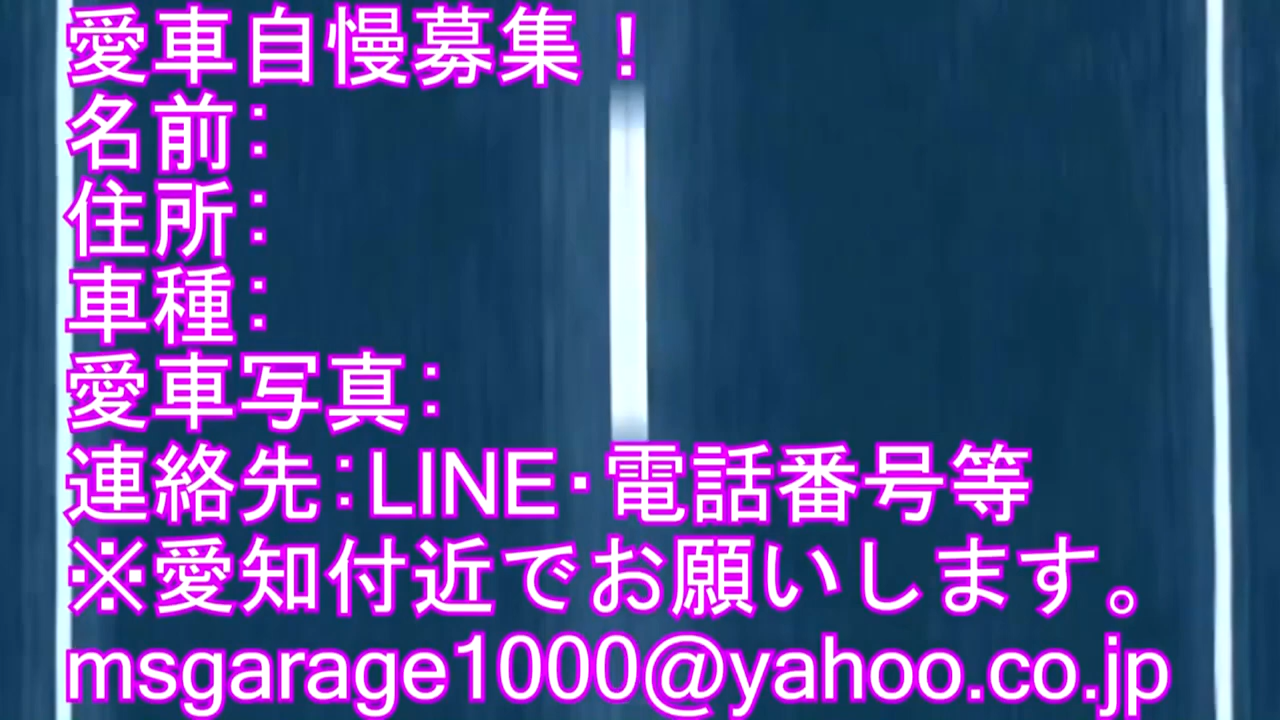 愛車自慢募集！
名前：
住所：
車種：
愛車写真：
連絡先：LINE・電話番号等
※愛知付近でお願いします。
msgarage1000@yahoo.co.jp